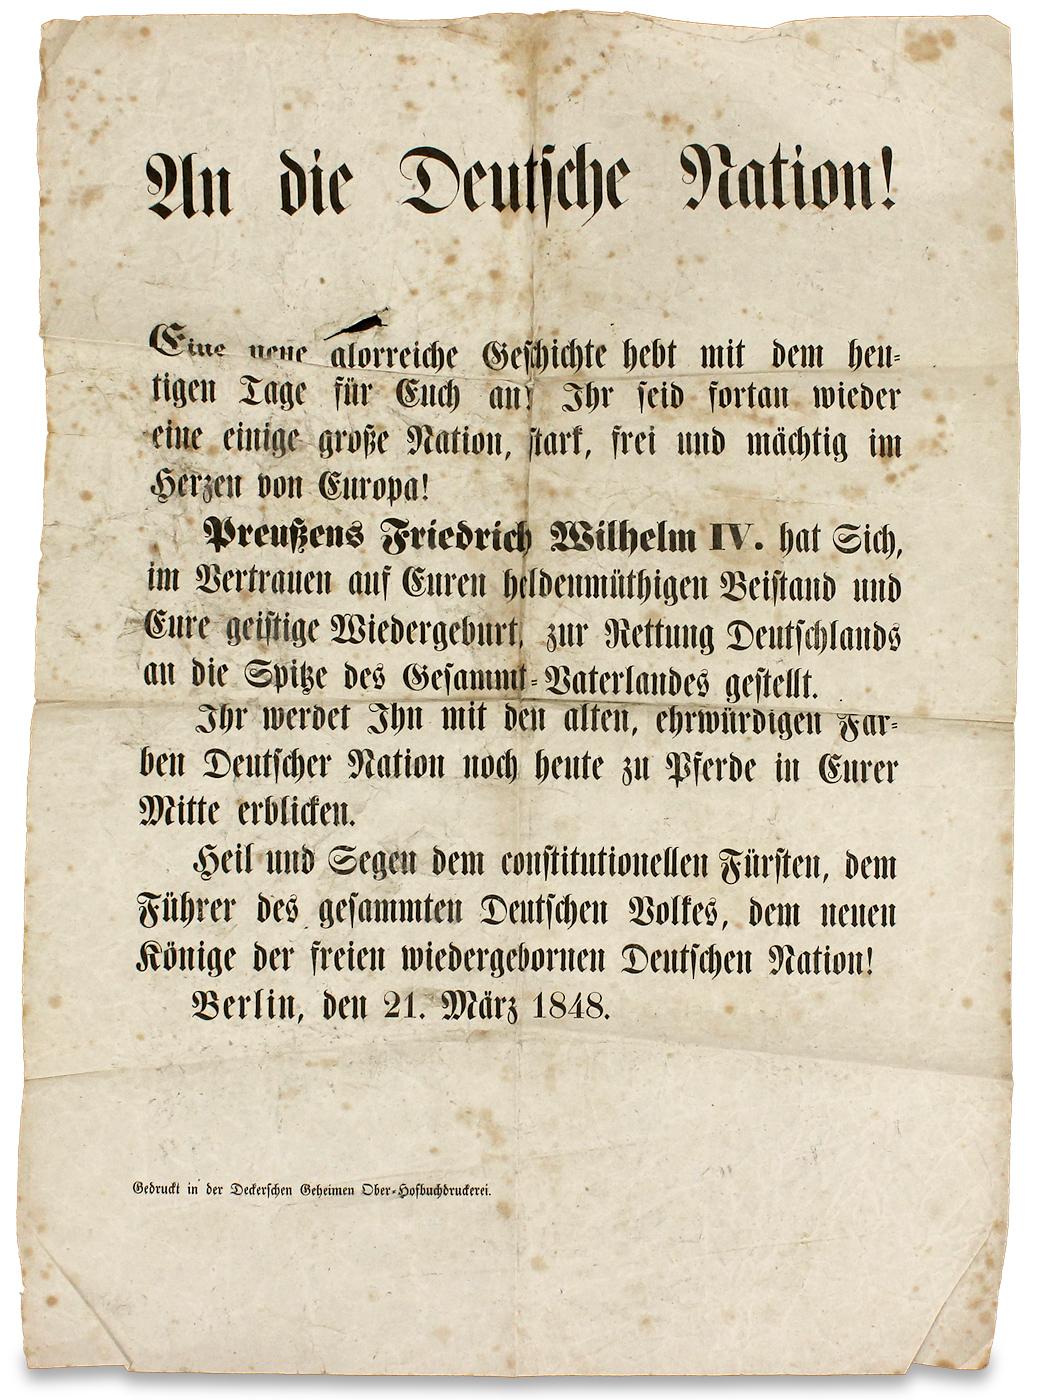 An die Deutsche Nation!
Eine neue glorreiche Geschichte hebt mit dem heu-
tigen Tage für Euch an! Ihr seid fortan wieder
eine einige große Nation, stark, frei und mächtig im
Herzen von Europa!
Preußens Friedrich Wilhelm IV. hat Sich,
im Vertrauen auf Euren heldenmüthigen Beistand und
Eure geistige Wiedergeburt, zur Rettung Deutschlands
an die Spitze des Gesammt-Vaterlandes gestellt.
Ihr werdet Ihn mit den alten, ehrwürdigen Far-
ben Deutscher Nation noch heute zu Pferde in Eurer
Mitte erblicken.
Heil und Segen dem constitutionellen Fürsten, dem
Führer des gesammten Deutschen Volkes, dem neuen
Könige der freien wiedergebornen Deutschen Nation!
Berlin, den 21. März 1848.
Gedruckt in der Deckerschen Geheimen Ober-Hofbuchdruckerei.